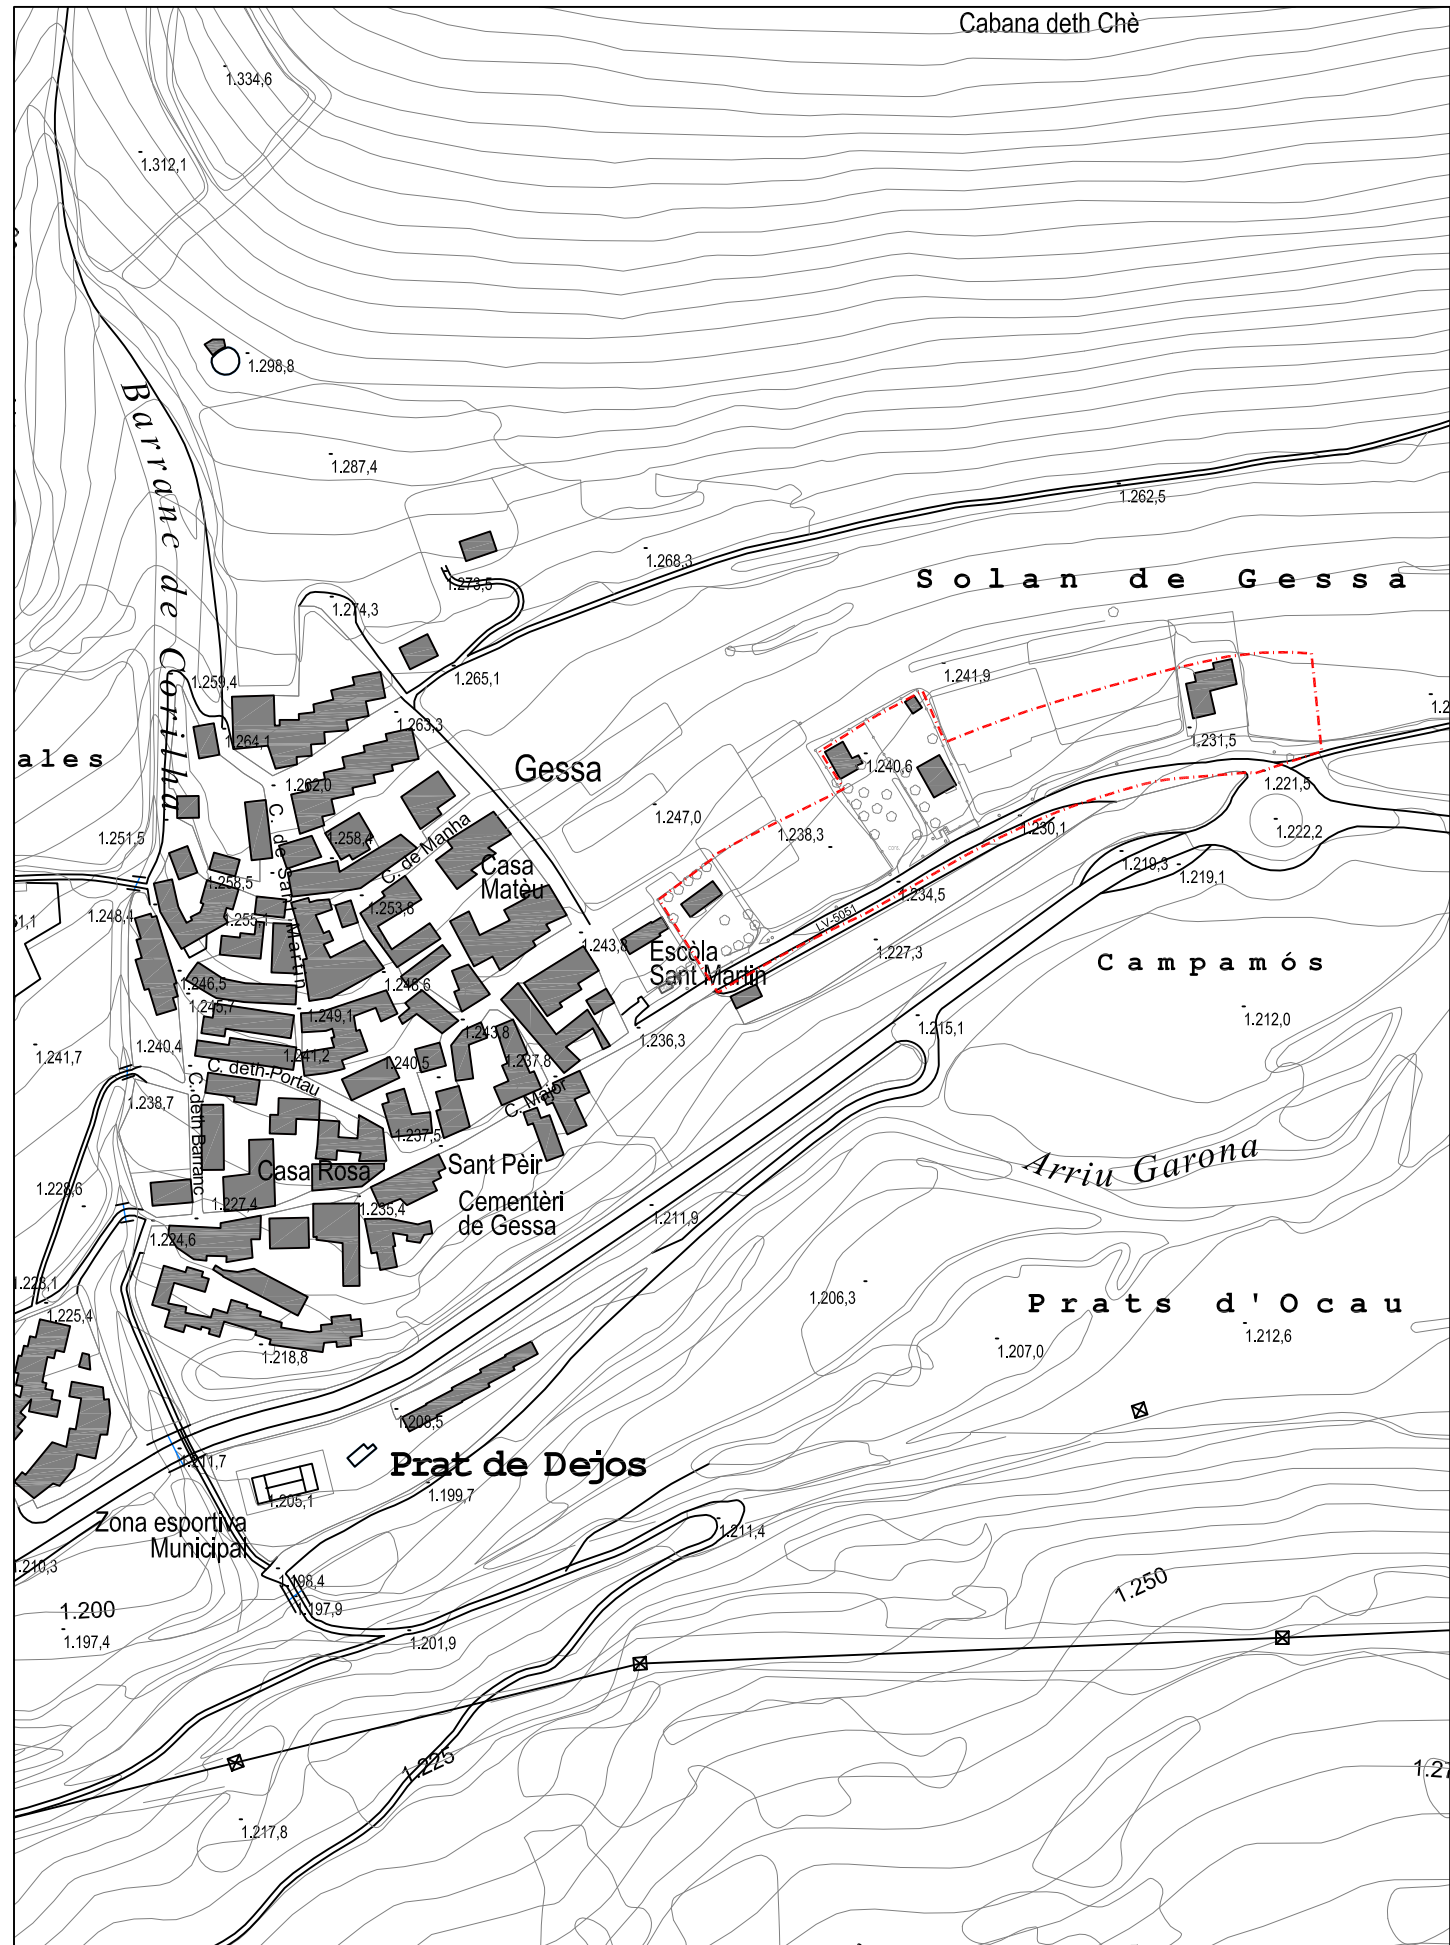 Cabana deth Chè
1.334,6
1.312,1
1.298,8
Barranc de Corilha
1.287,4
1.262,5
1.268,3
1.273,5
1.274,3
Solan de Gessa
1.265,1
1.259,4
1.241,9
1.263,3
1.264,1
1.231,5
ales
Gessa
1.240,6
1.262,0
1.221,5
1.247,0
1.238,3
1.230,1
1.222,2
1.251,5
1.258,4
C. de Manha
C. de Sant Martin
Casa
Matèu
1.219,3
1.219,1
1.258,5
1.253,8
1.234,5
1.248,4
1.255,1
LV-5051
1.243,8
1.227,3
Escòla
Sant Martin
Campamós
1.246,5
1.248,6
1.245,7
1.249,1
1.212,0
1.215,1
1.243,8
1.236,3
1.241,7
1.240,4
1.241,2
1.240,5
1.237,8
C. deth Portau
C. deth Barranc
C. Major
1.238,7
1.237,5
Arriu Garona
Casa Rosa
Sant Pèir
1.228,6
1.227,4
1.235,4
Cementèri
de Gessa
1.211,9
1.224,6
1.206,3
Prats d'Ocau
1.225,4
1.212,6
1.218,8
1.207,0
1.208,5
Prat de Dejos
1.211,7
1.205,1
1.199,7
Zona esportiva
Municipal
1.211,4
1.210,3
1.198,4
1.250
1.200
1.197,9
1.197,4
1.201,9
1.225
1.217,8